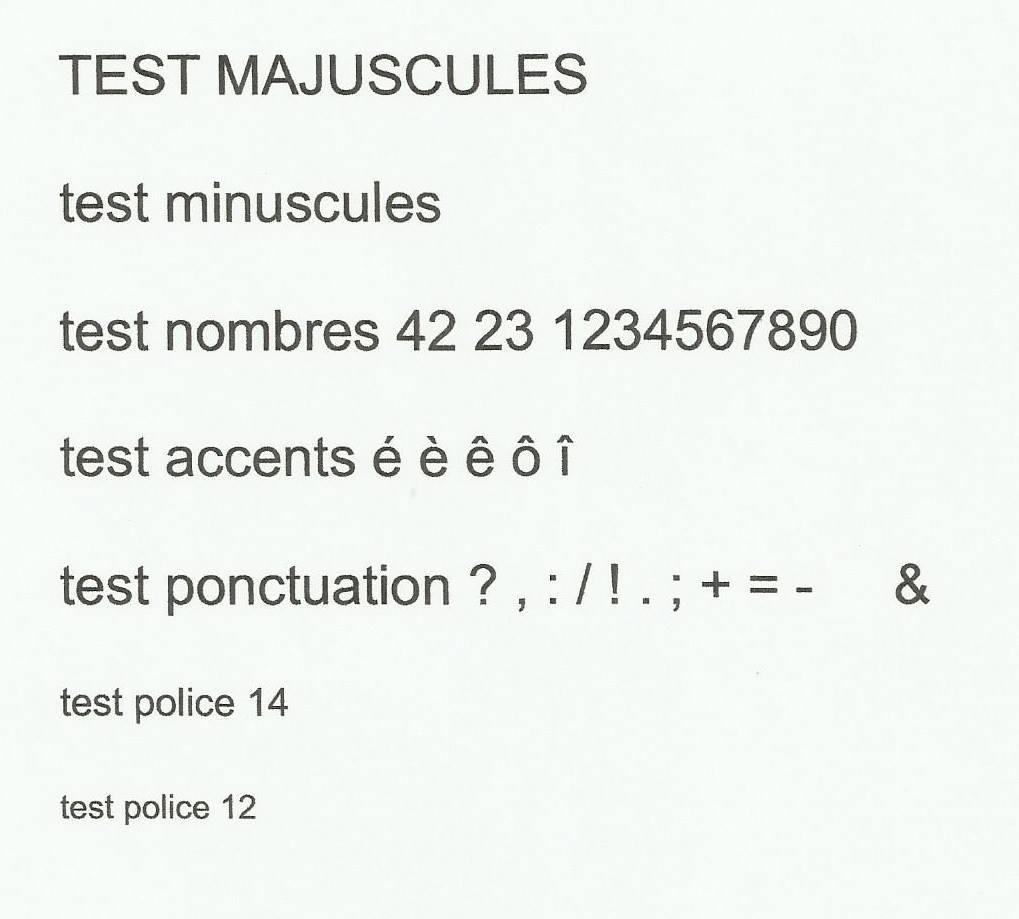 TEST MAJUSCULES
test minuscules
test nombres 42 23 1234567890
test accents é è ê ô î
test ponctuation ? , : / ! . ; + = - &
test police 14
test police 12